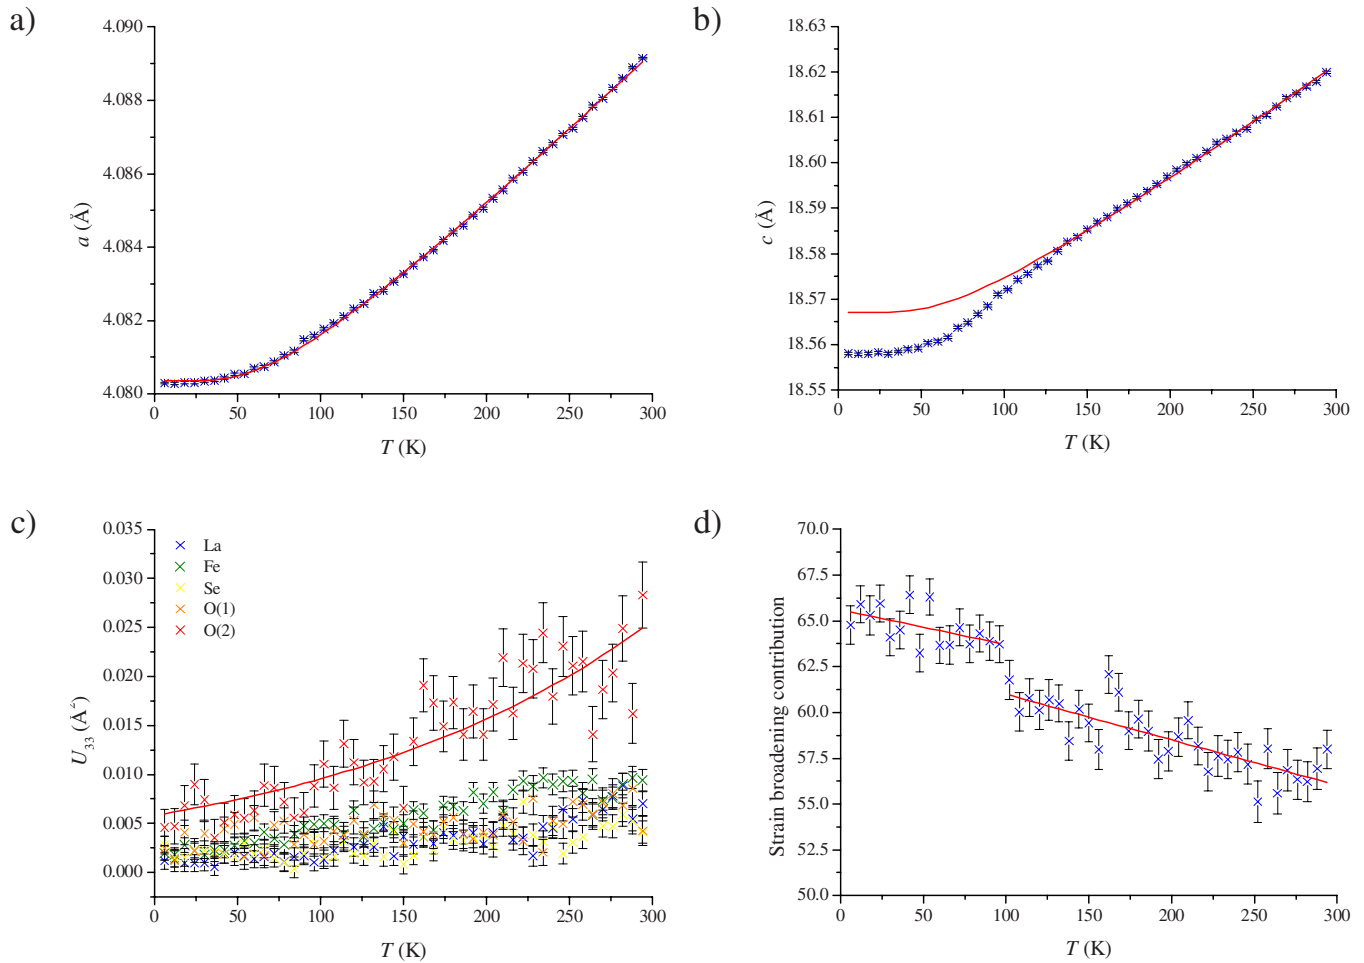 a)
4.090
4.088
4.086
4.084
4.082
4.080
a (Å)
0 50 100 150 200 250 300
T (K)
b)
18.63
18.62
18.61
18.60
18.59
18.58
18.57
18.56
18.55
c (Å)
0 50 100 150 200 250 300
T (K)
c)
0.035
0.030
0.025
0.020
0.015
0.010
0.005
0.000
U33 (Å2)
La
Fe
Se
O(1)
O(2)
0 50 100 150 200 250 300
T (K)
d)
70.0
67.5
65.0
62.5
60.0
57.5
55.0
52.5
50.0
Strain broadening contribution
0 50 100 150 200 250 300
T (K)